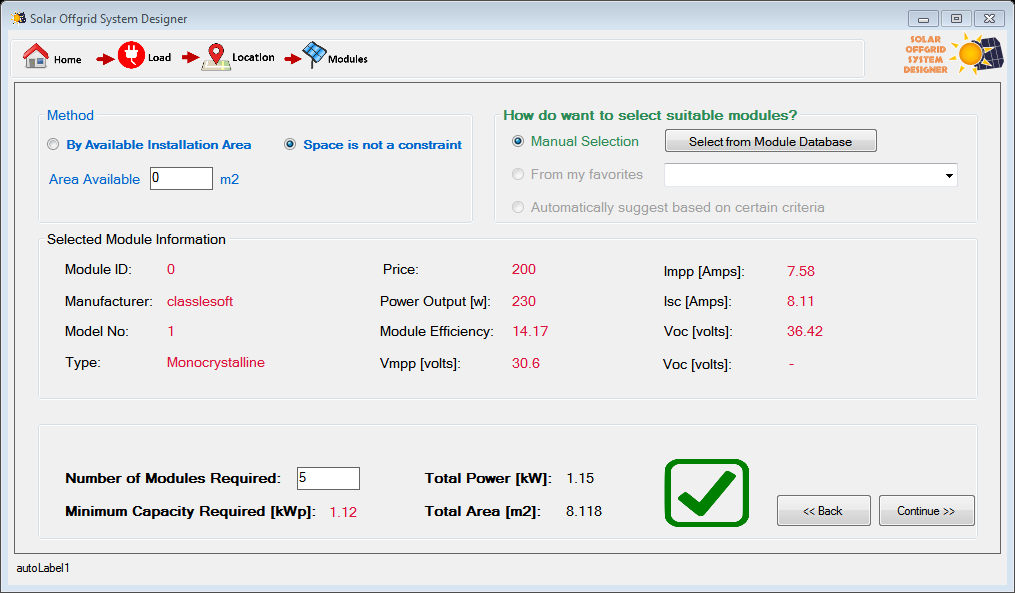 Solar Offgrid System Designer
Home
Load
Location
Modules
SOLAR
OFFGRID
SYSTEM
DESIGNER
Method
By Available Installation Area
Space is not a constraint
Area Available 0 m2
How do want to select suitable modules?
Manual Selection
Select from Module Database
From my favorites
Automatically suggest based on certain criteria
Selected Module Information
Module ID: 0
Manufacturer: classlesoft
Model No: 1
Type: Monocrystalline
Price: 200
Power Output [w]: 230
Module Efficiency: 14.17
Vmpp [volts]: 30.6
Impp [Amps]: 7.58
Isc [Amps]: 8.11
Voc [volts]: 36.42
Voc [volts]: -
Number of Modules Required: 5
Minimum Capacity Required [kWp]: 1.12
Total Power [kW]: 1.15
Total Area [m2]: 8.118
<< Back
Continue >>
autoLabel1